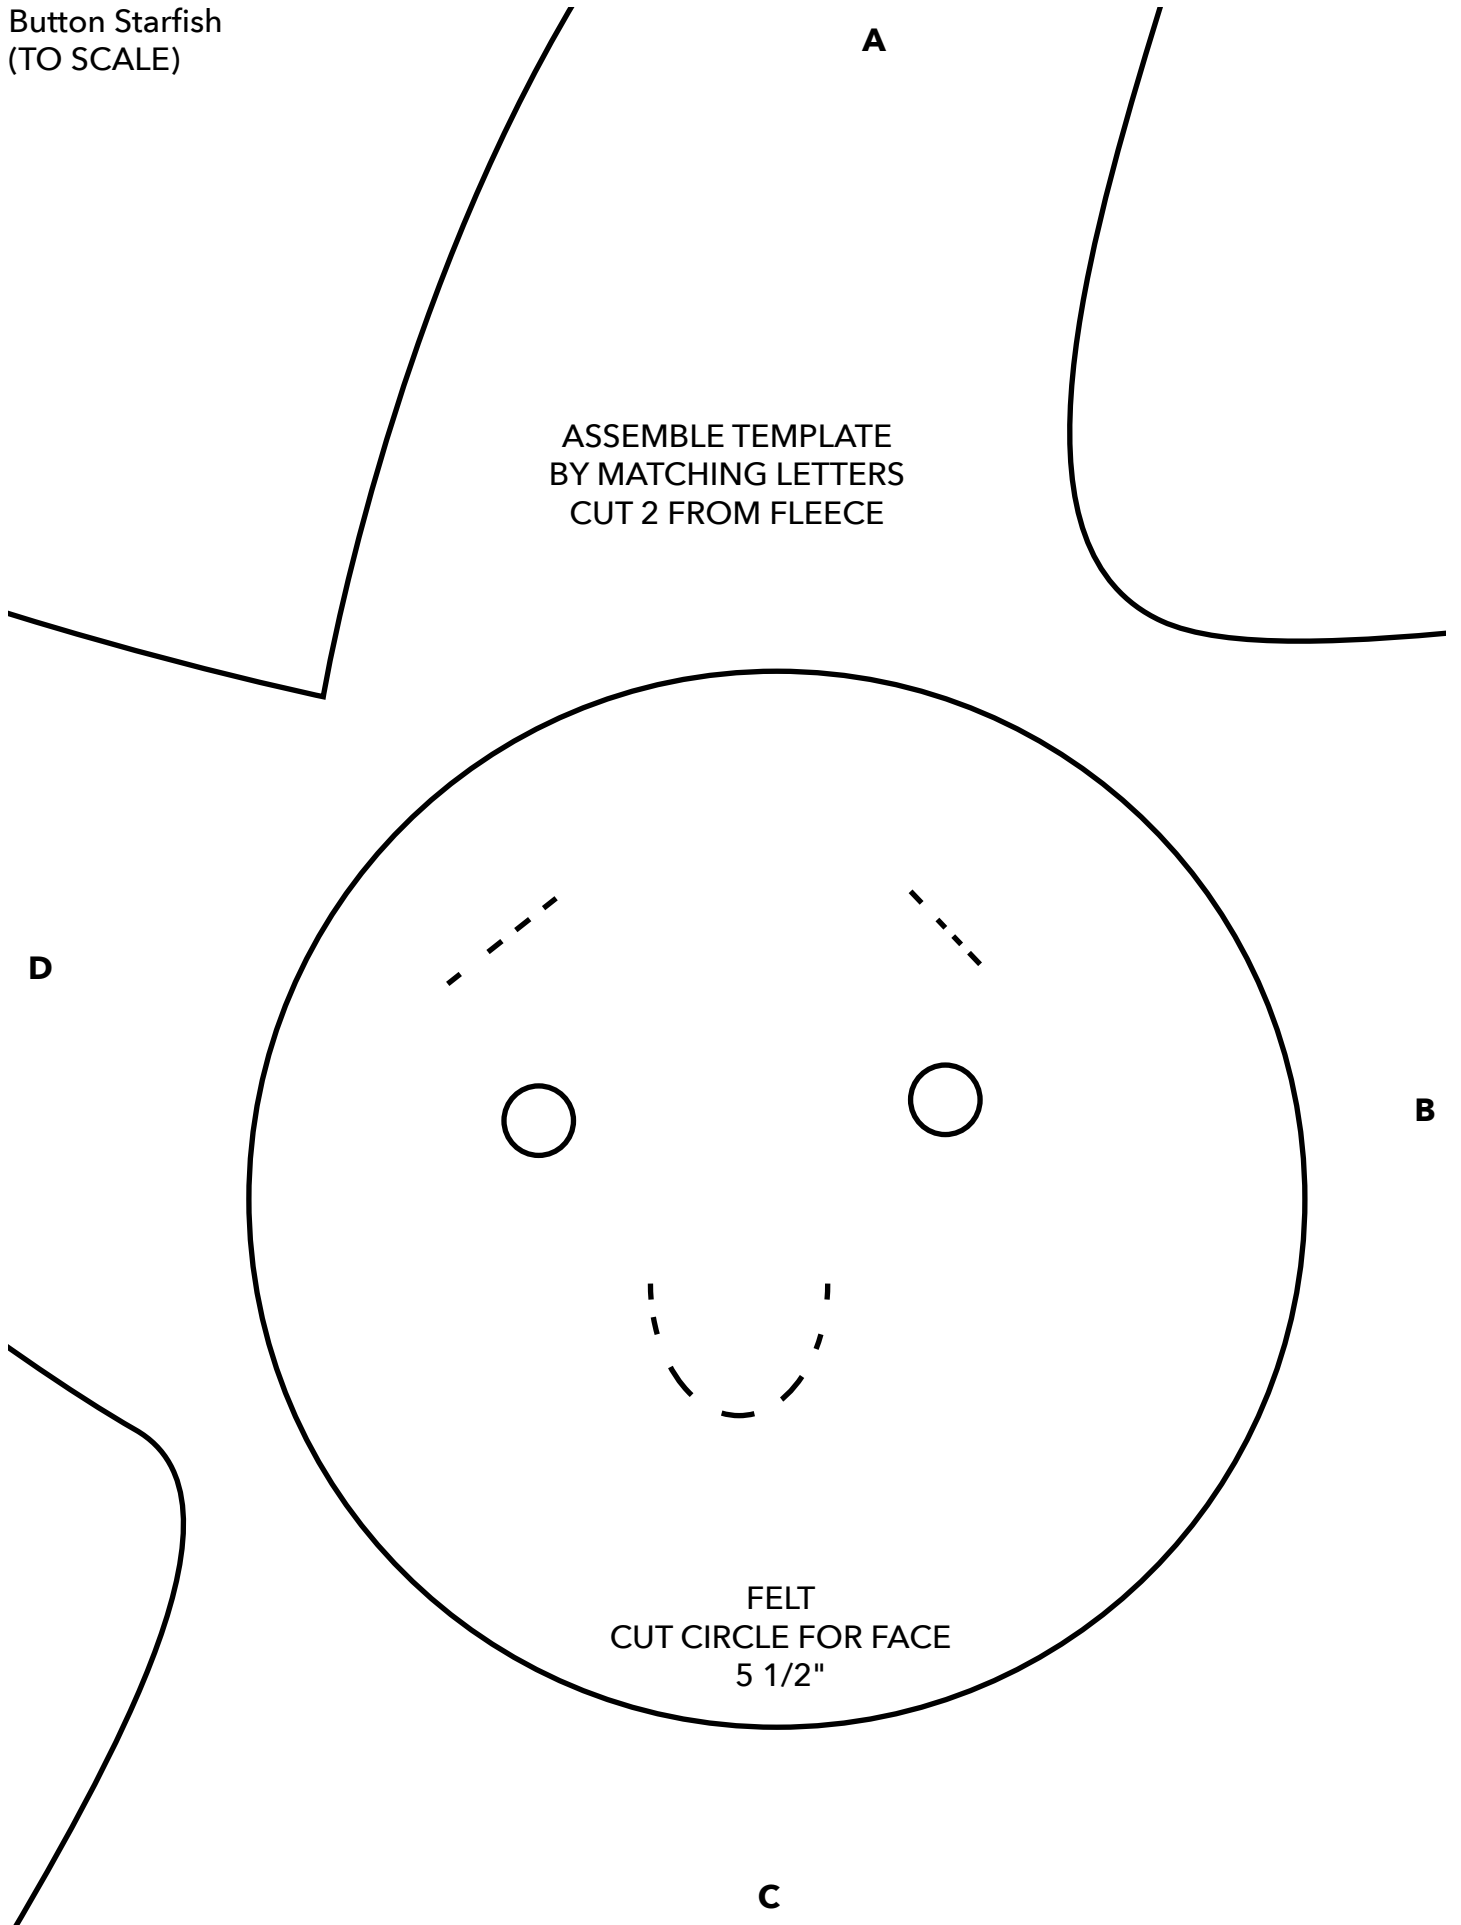 Button Starfish
(TO SCALE)
A
ASSEMBLE TEMPLATE
BY MATCHING LETTERS
CUT 2 FROM FLEECE
D
B
FELT
CUT CIRCLE FOR FACE
5 1/2"
C